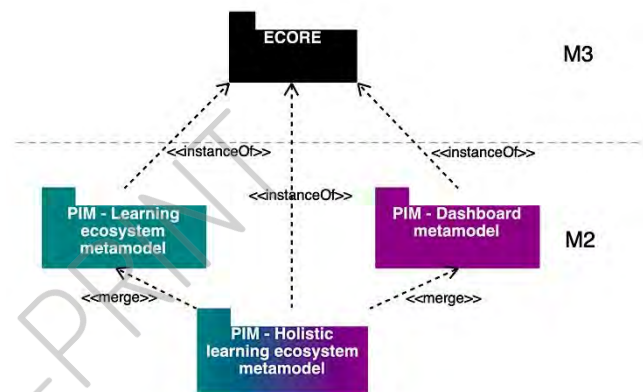 ECORE
M3
<<instanceOf>>
<<instanceOf>>
<<instanceOf>>
PIM - Learning
ecosystem
metamodel
PIM - Dashboard
metamodel
M2
<<merge>>
<<merge>>
PIM - Holistic
learning ecosystem
metamodel
PRINT